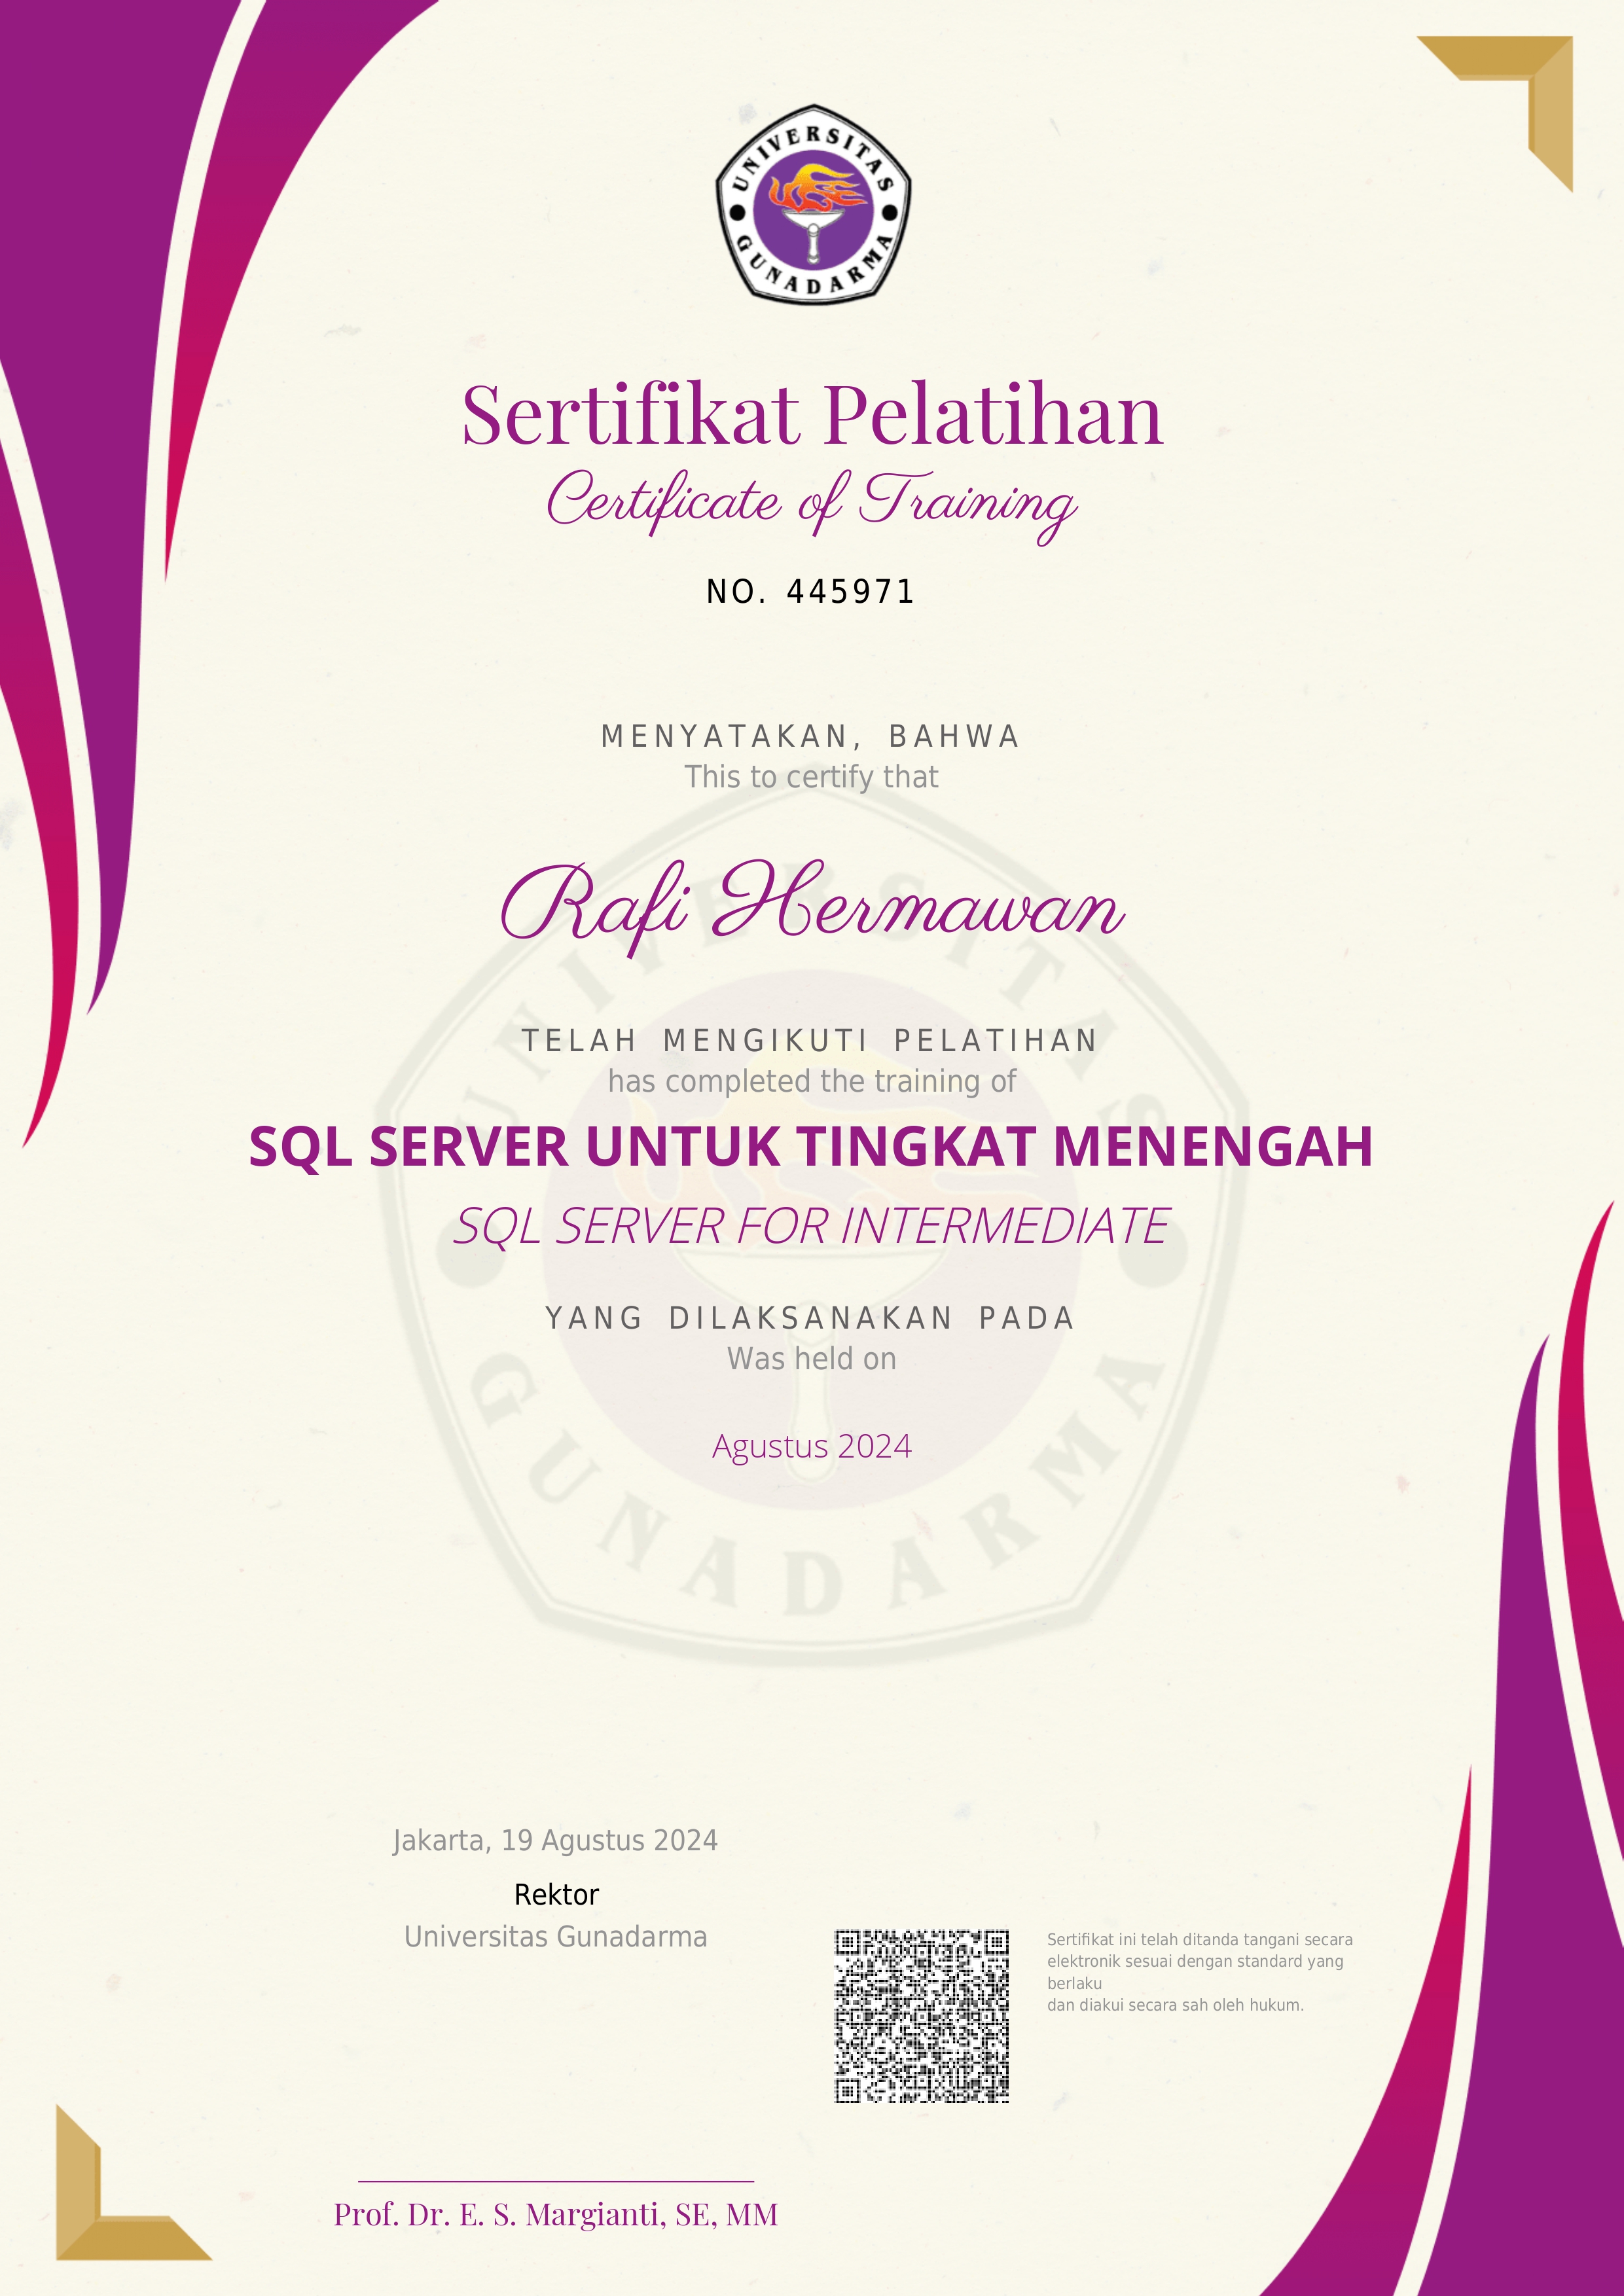 UNIVERSITAS
GUNADARMA
Sertifikat Pelatihan
Certificate of Training
NO. 445971
MENYATAKAN, BAHWA
This to certify that
Rafi Hermawan
TELAH MENGIKUTI PELATIHAN
has completed the training of
SQL SERVER UNTUK TINGKAT MENENGAH
SQL SERVER FOR INTERMEDIATE
YANG DILAKSANAKAN PADA
Was held on
Agustus 2024
UNIVERSITAS
GUNADARMA
Jakarta, 19 Agustus 2024
Rektor
Universitas Gunadarma
Sertifikat ini telah ditanda tangani secara
elektronik sesuai dengan standard yang
berlaku
dan diakui secara sah oleh hukum.
Prof. Dr. E. S. Margianti, SE, MM